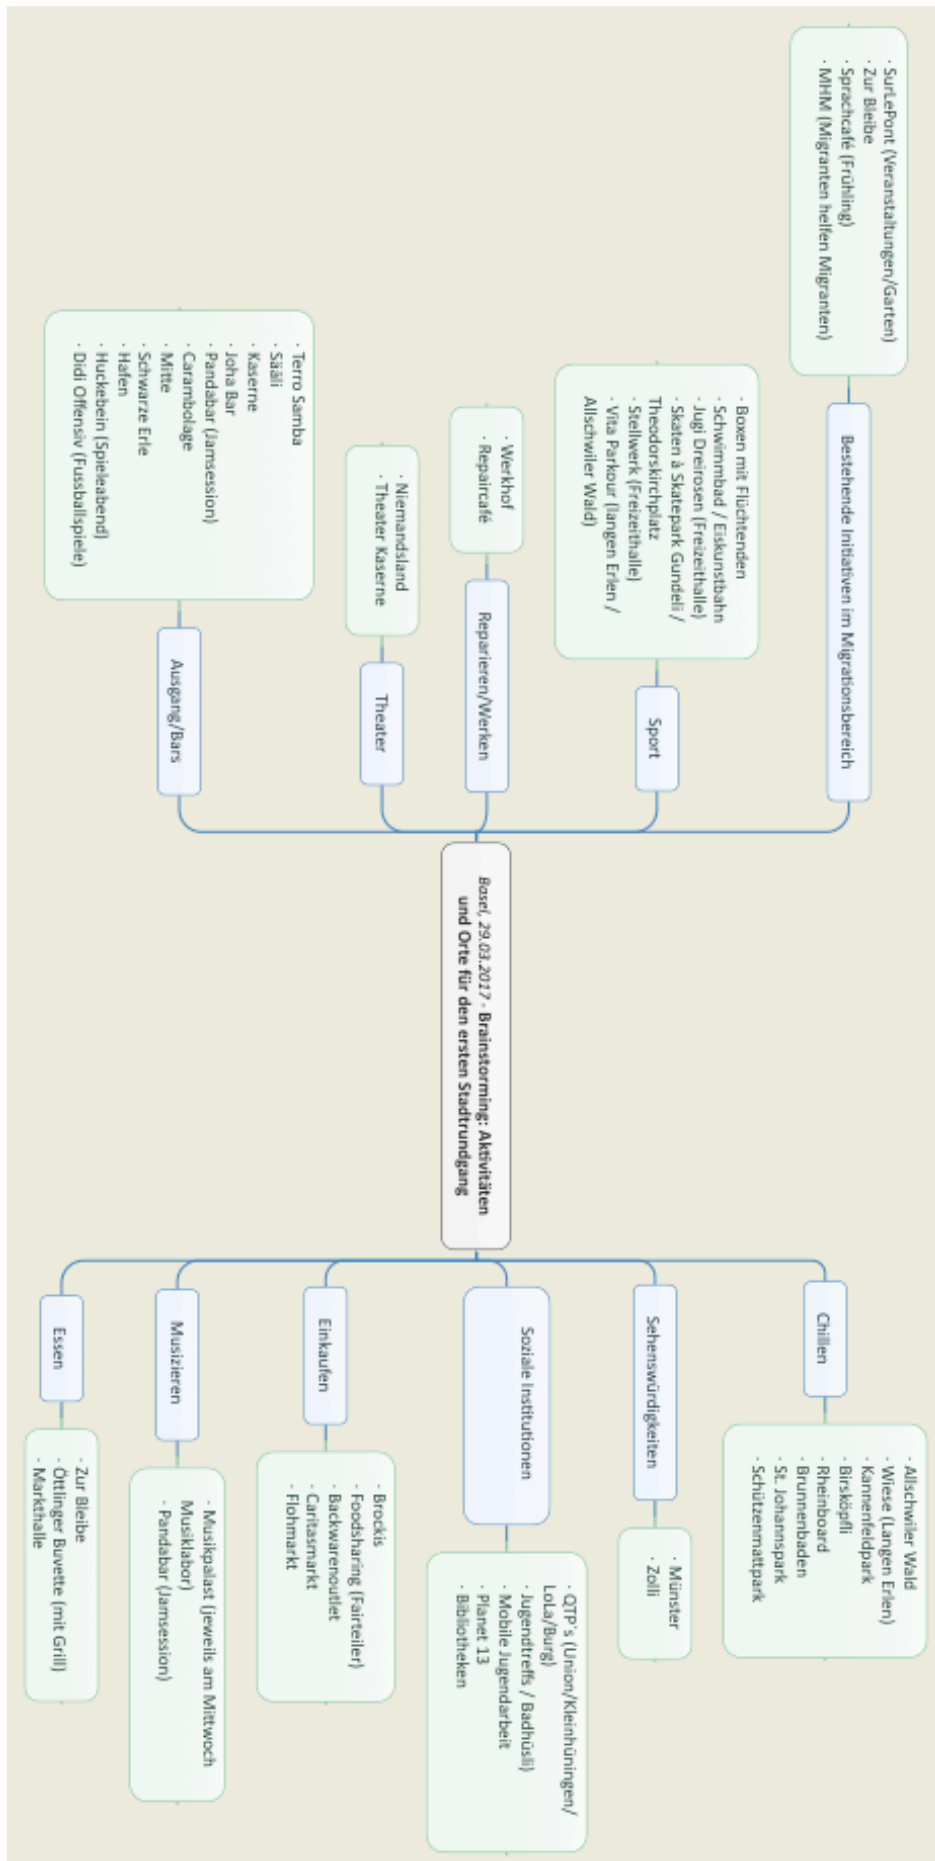 · SurLePont (Veranstaltungen/Garten)
· Zur Bleibe
· Sprachcafé (Frühling)
· MHM (Migranten helfen Migranten)
Bestehende Initiativen im Migrationsbereich
· Boxen mit Flüchtenden
· Schwimmbad / Eiskunstbahn
· Jugi Dreirosen (Freizeithalle)
· Skaten à Skatepark Gundeli /
Theodorskirchplatz
· Stellwerk (Freizeithalle)
· Vita Parkour (langen Erlen /
Allschwiler Wald)
Sport
· Werkhof
· Repaircafé
Reparieren/Werken
· Niemandsland
· Theater Kaserne
Theater
· Terro Samba
· Sääli
· Kaserne
· Joha Bar
· Pandabar (Jamsession)
· Carambolage
· Mitte
· Schwarze Erle
· Hafen
· Huckebein (Spieleabend)
· Didi Offensiv (Fussballspiele)
Ausgang/Bars
Basel, 29.03.2017 - Brainstorming: Aktivitäten
und Orte für den ersten Stadtrundgang
Chillen
· Allschwiler Wald
· Wiese (Langen Erlen)
· Kannenfeldpark
· Birsköpfli
· Rheinboard
· Brunnenbaden
· St. Johannspark
· Schützenmattpark
Sehenswürdigkeiten
· Münster
· Zolli
Soziale Institutionen
· QTP's (Union/Kleinhüningen/
LoLa/Burg)
· Jugendtreffs / Badhüsli)
· Mobile Jugendarbeit
· Planet 13
· Bibliotheken
Einkaufen
· Brockis
· Foodsharing (Fairteiler)
· Backwarenoutlet
· Caritasmarkt
· Flohmarkt
Musizieren
· Musikpalast (jeweils am Mittwoch
Musiklabor)
· Pandabar (Jamsession)
Essen
· Zur Bleibe
· Öttlinger Buvette (mit Grill)
· Markthalle